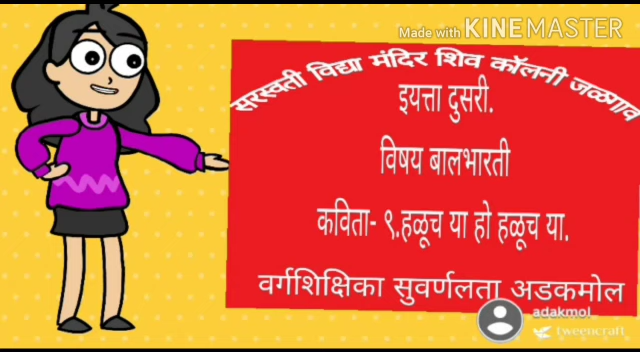 Made with KINEMASTER
सरस्वती विद्या मंदिर शिव कॉलनी जळगाव
इयत्ता दुसरी.
विषय बालभारती
कविता- ९.हळूच या हो हळूच या.
वर्गशिक्षिका सुवर्णलता अडकमोल
adakmol
tweencraft